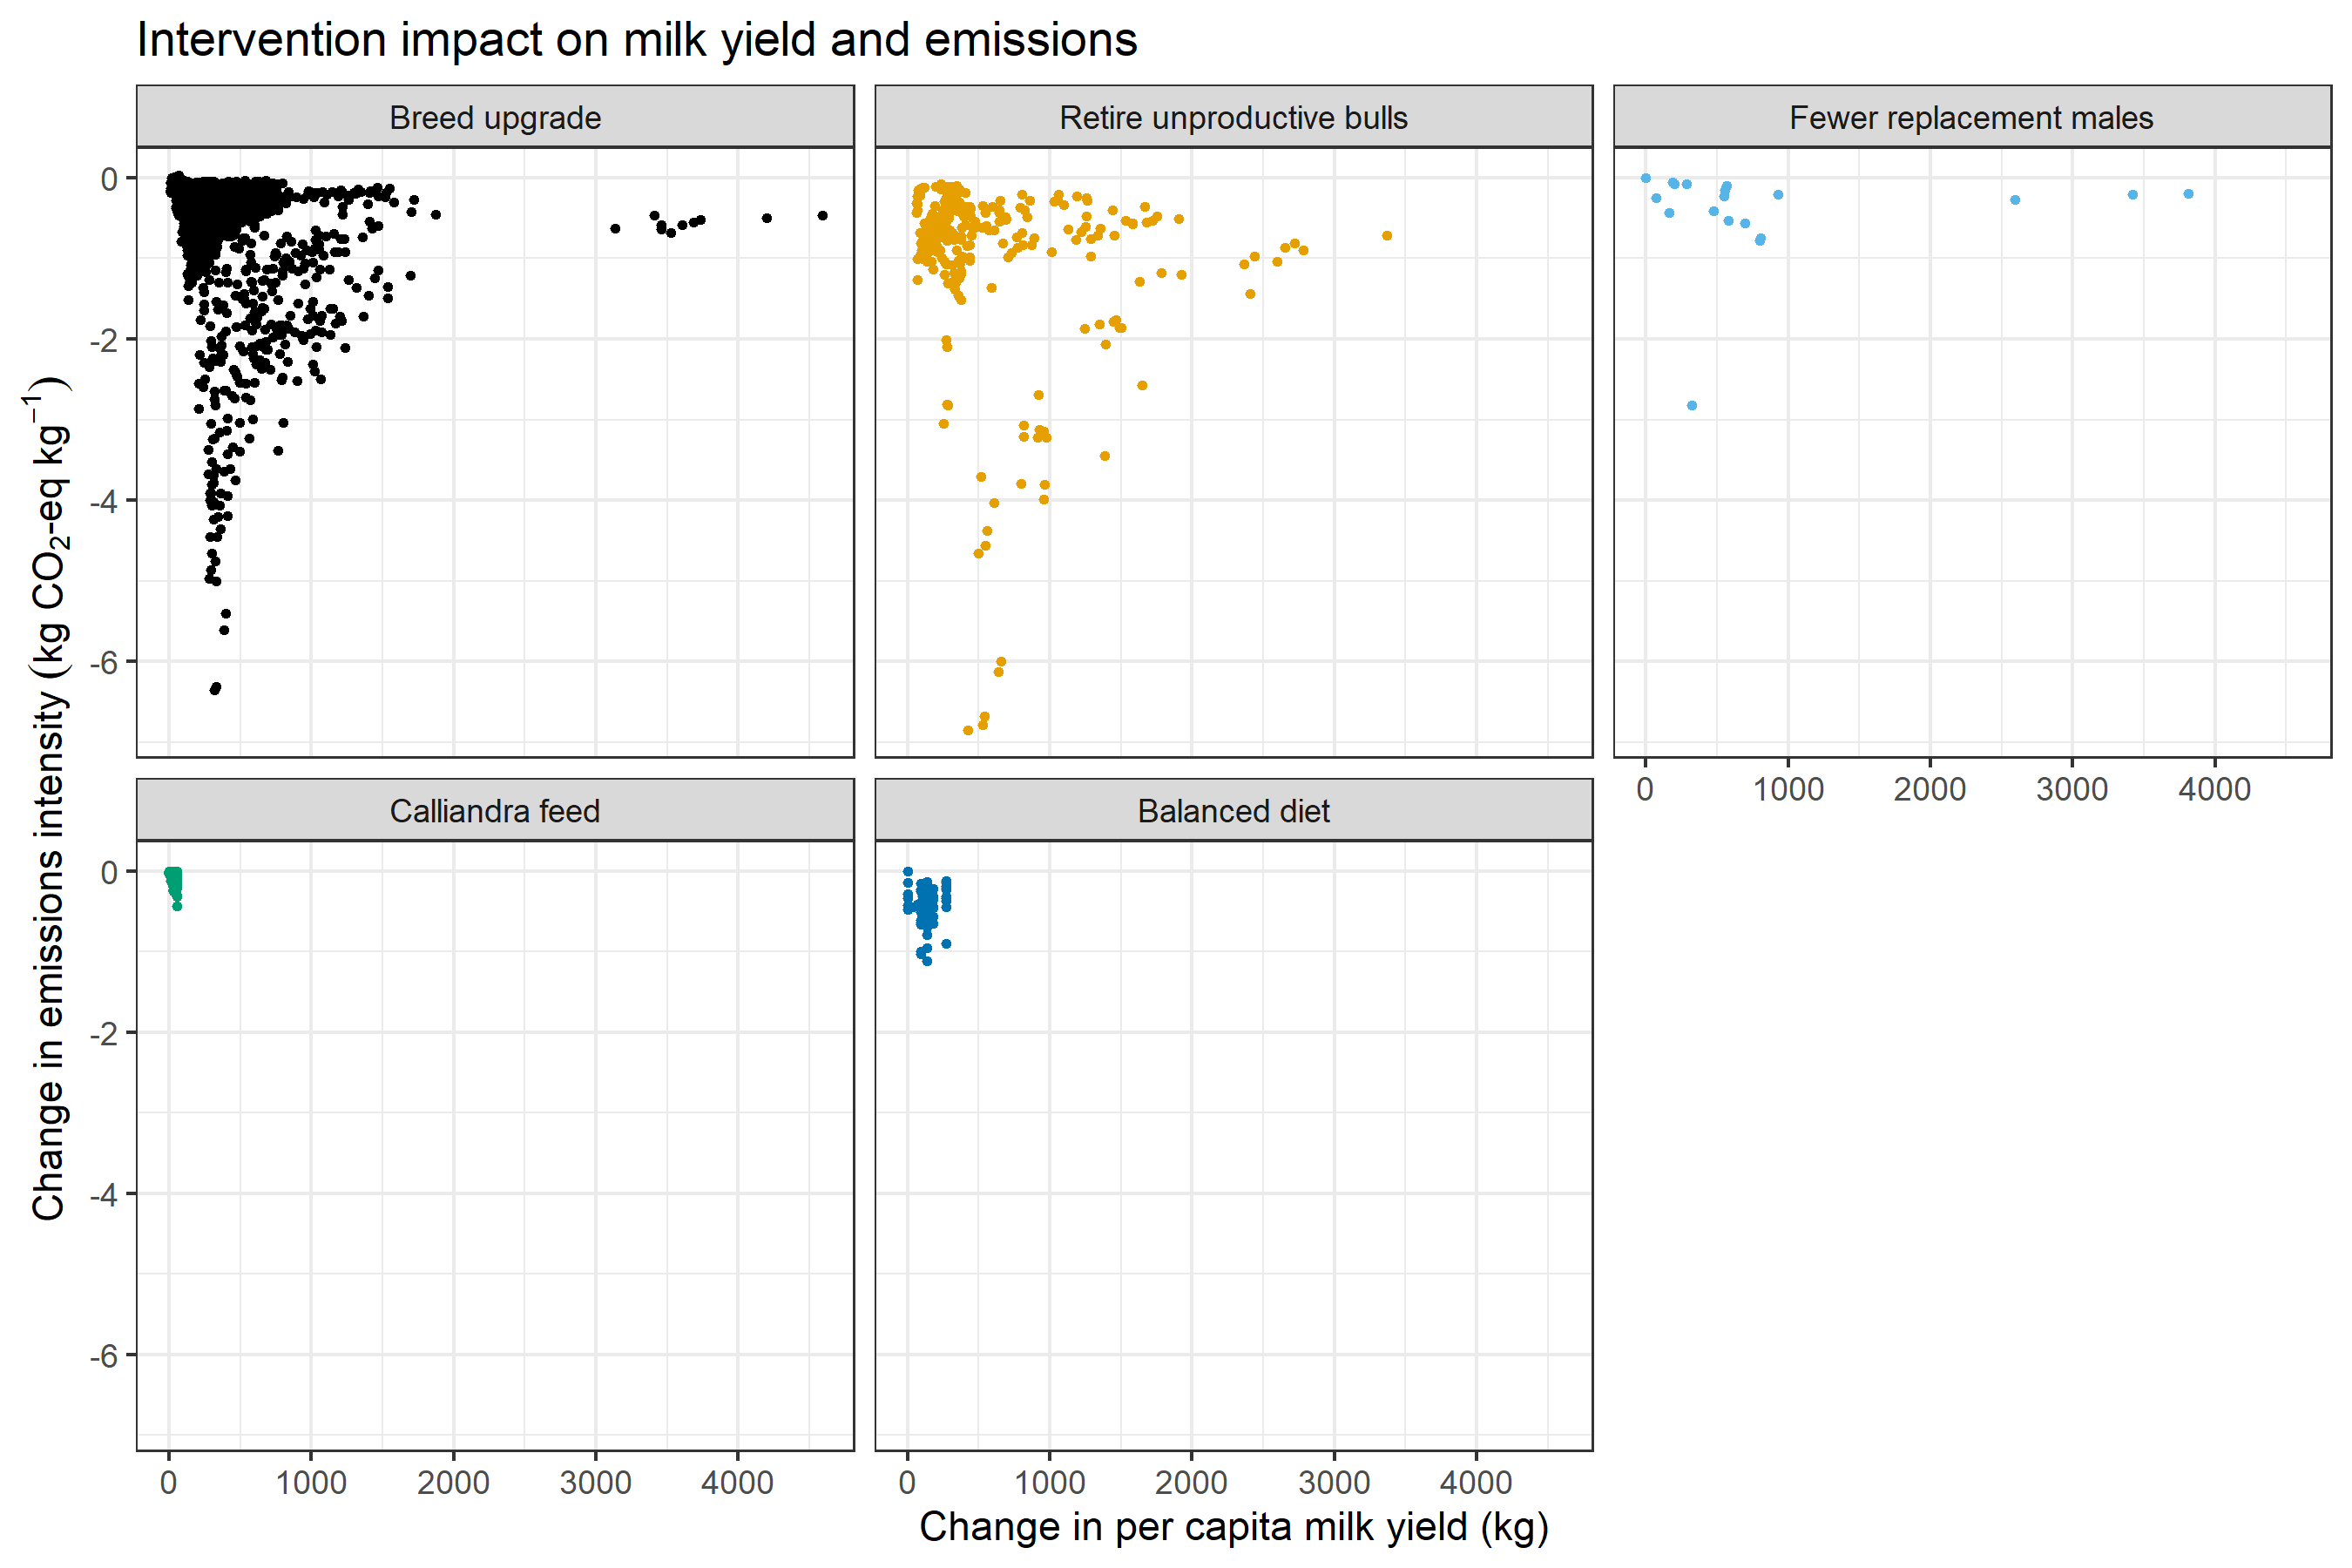 Intervention impact on milk yield and emissions
Breed upgrade
Retire unproductive bulls
Fewer replacement males
0
-2
-4
-6
0 1000 2000 3000 4000
Calliandra feed
Balanced diet
0
-2
-4
-6
0 1000 2000 3000 4000
0 1000 2000 3000 4000
Change in per capita milk yield (kg)
Change in emissions intensity (kg CO₂-eq kg⁻¹)